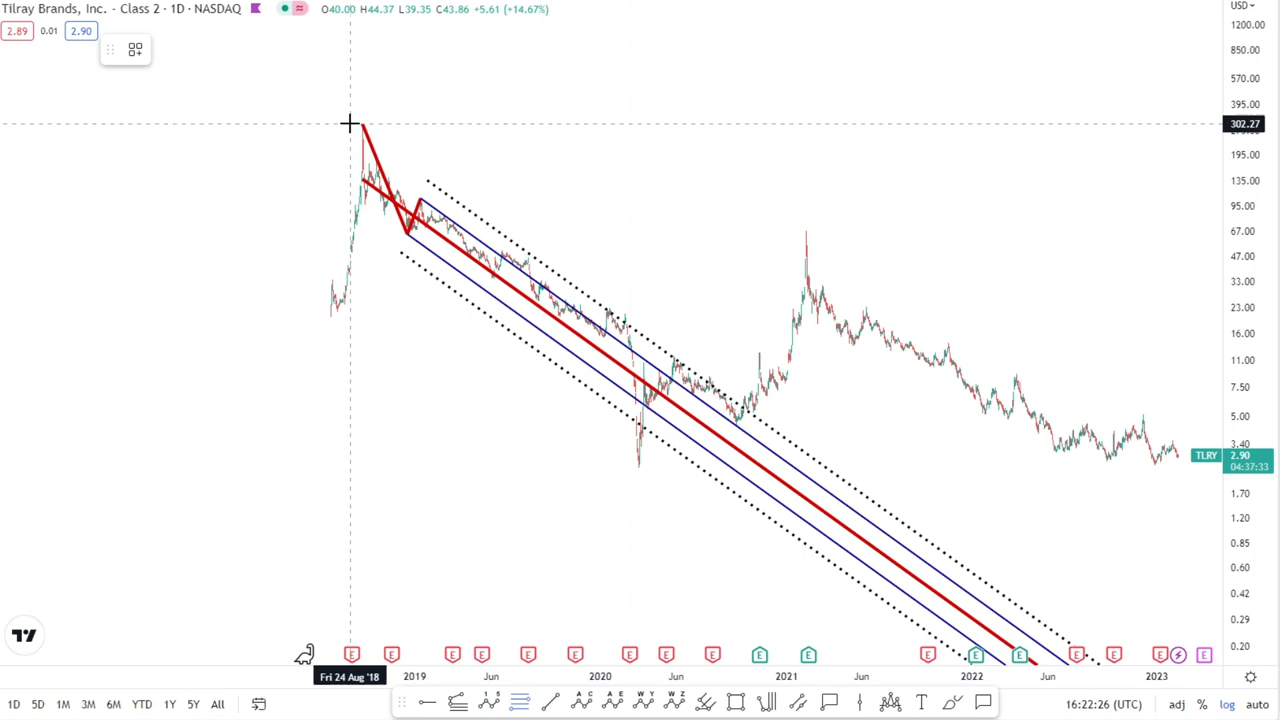 Tilray Brands, Inc. - Class 2 · 1D · NASDAQ
O40.00 H44.37 L39.35 C43.86 +5.61 (+14.67%)
USD
2.89 0.01 2.90
1200.00
850.00
570.00
395.00
302.27
195.00
135.00
95.00
67.00
47.00
33.00
23.00
16.00
11.00
7.50
5.00
3.40
TLRY 2.90
04:37:33
1.70
1.20
0.85
0.60
0.42
0.29
0.20
E E E E E E E E E E E E E E E E E
Fri 24 Aug '18 2019 Jun 2020 Jun 2021 Jun 2022 Jun 2023
1D 5D 1M 3M 6M YTD 1Y 5Y All
1 5 A C A E W Y W Z T
16:22:26 (UTC) adj % log auto